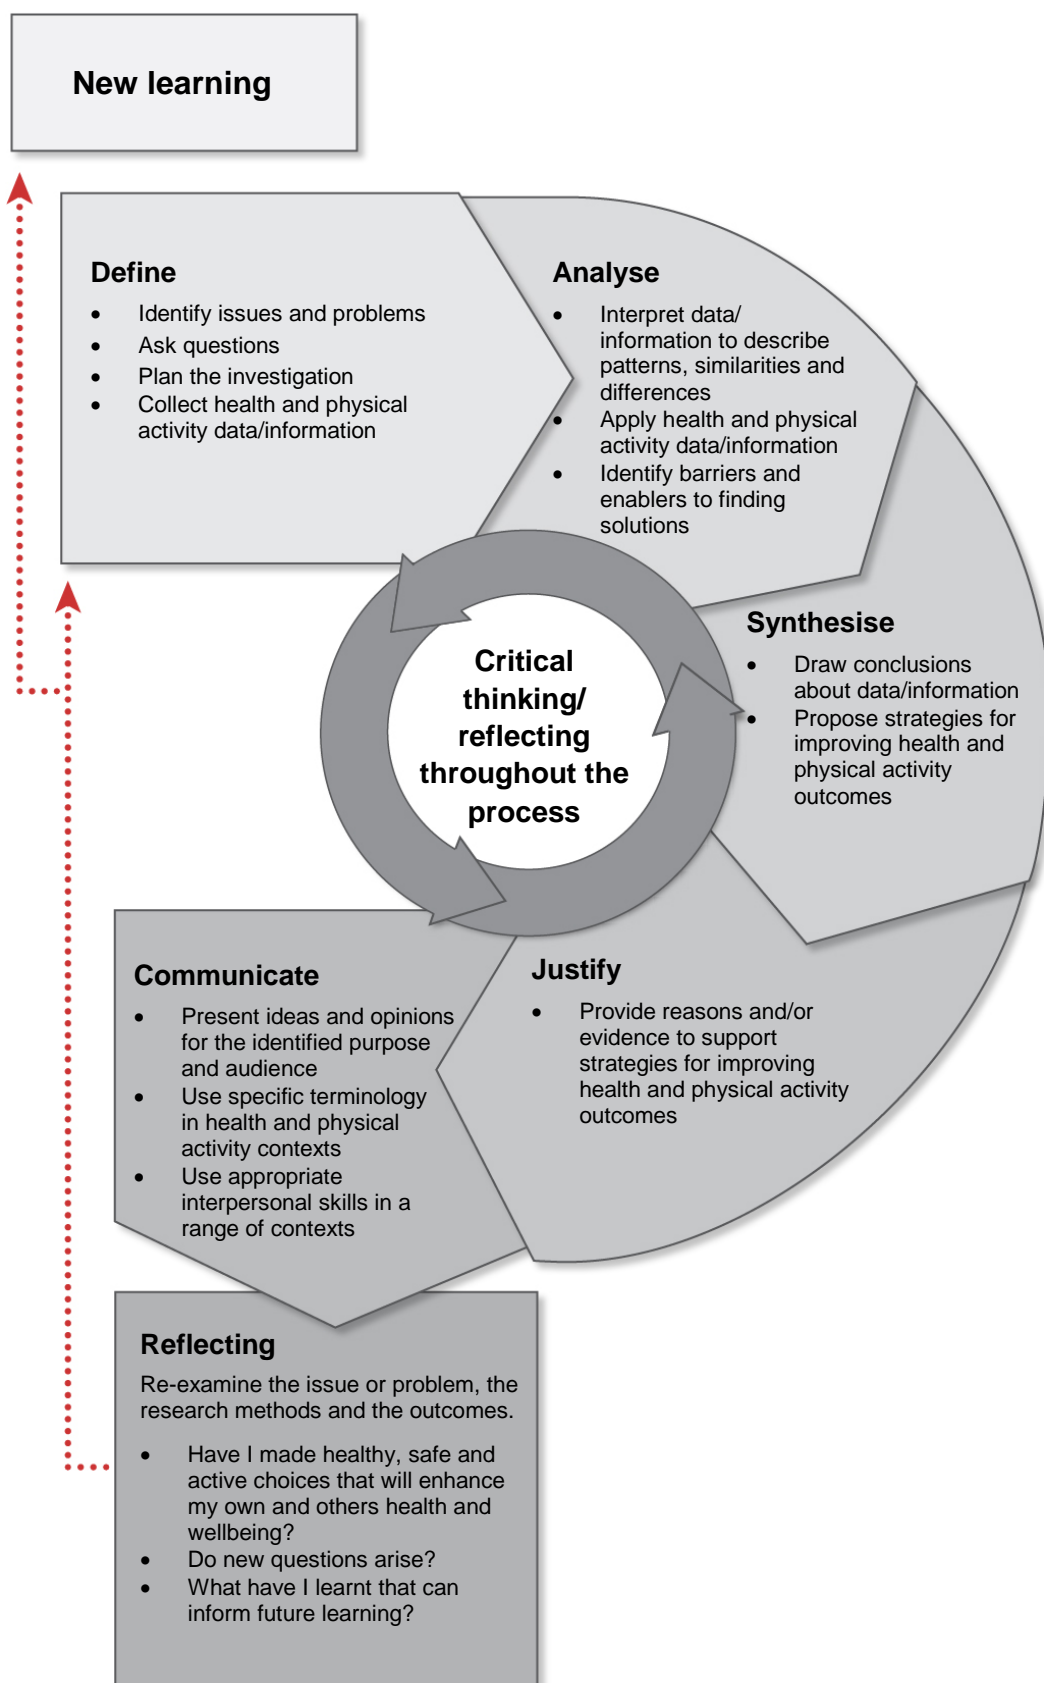 New learning
Define
• Identify issues and problems
• Ask questions
• Plan the investigation
• Collect health and physical
activity data/information
Analyse
• Interpret data/
information to describe
patterns, similarities and
differences
• Apply health and physical
activity data/information
• Identify barriers and
enablers to finding
solutions
Synthesise
• Draw conclusions
about data/information
• Propose strategies for
improving health and
physical activity
outcomes
Critical
thinking/
reflecting
throughout the
process
Justify
• Provide reasons and/or
evidence to support
strategies for improving
health and physical activity
outcomes
Communicate
• Present ideas and opinions
for the identified purpose
and audience
• Use specific terminology
in health and physical
activity contexts
• Use appropriate
interpersonal skills in a
range of contexts
Reflecting
Re-examine the issue or problem, the
research methods and the outcomes.
• Have I made healthy, safe and
active choices that will enhance
my own and others health and
wellbeing?
• Do new questions arise?
• What have I learnt that can
inform future learning?